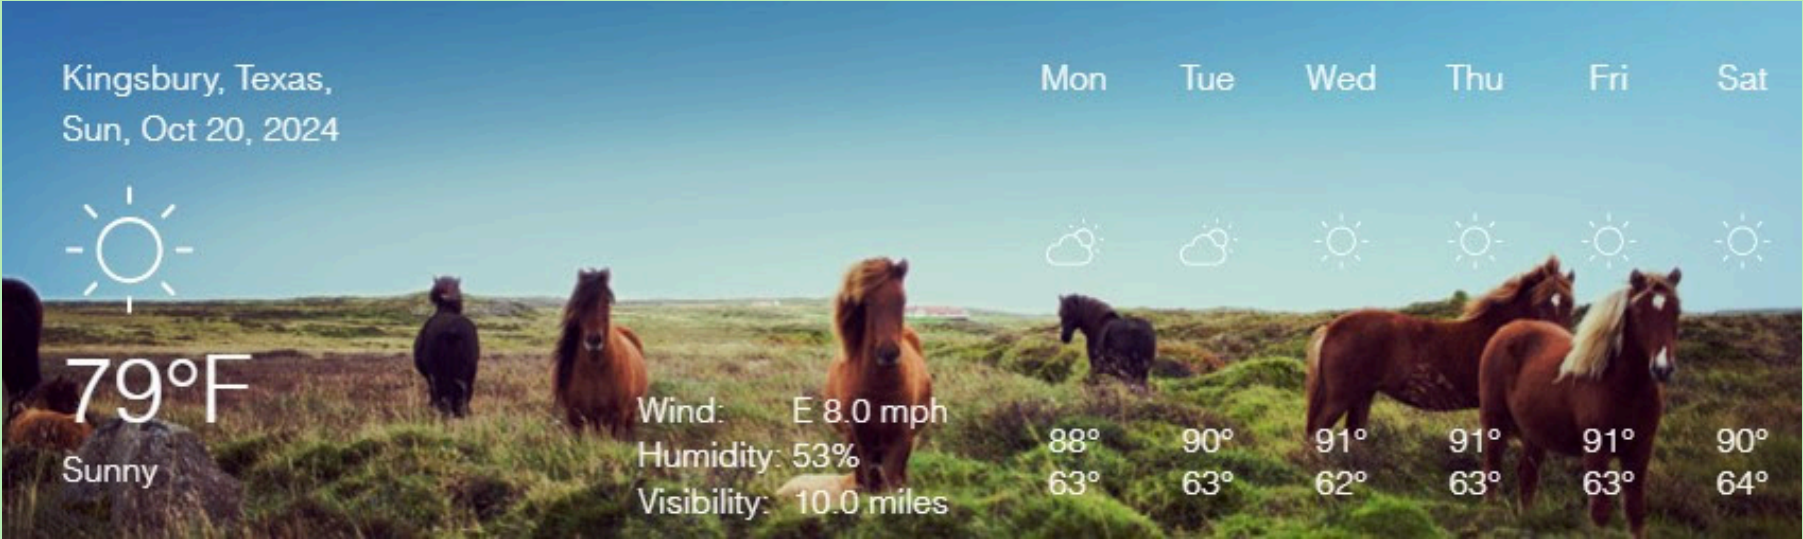 Kingsbury, Texas,
Sun, Oct 20, 2024
79°F
Sunny
Wind: E 8.0 mph
Humidity: 53%
Visibility: 10.0 miles
Mon Tue Wed Thu Fri Sat
88° 90° 91° 91° 91° 90°
63° 63° 62° 63° 63° 64°